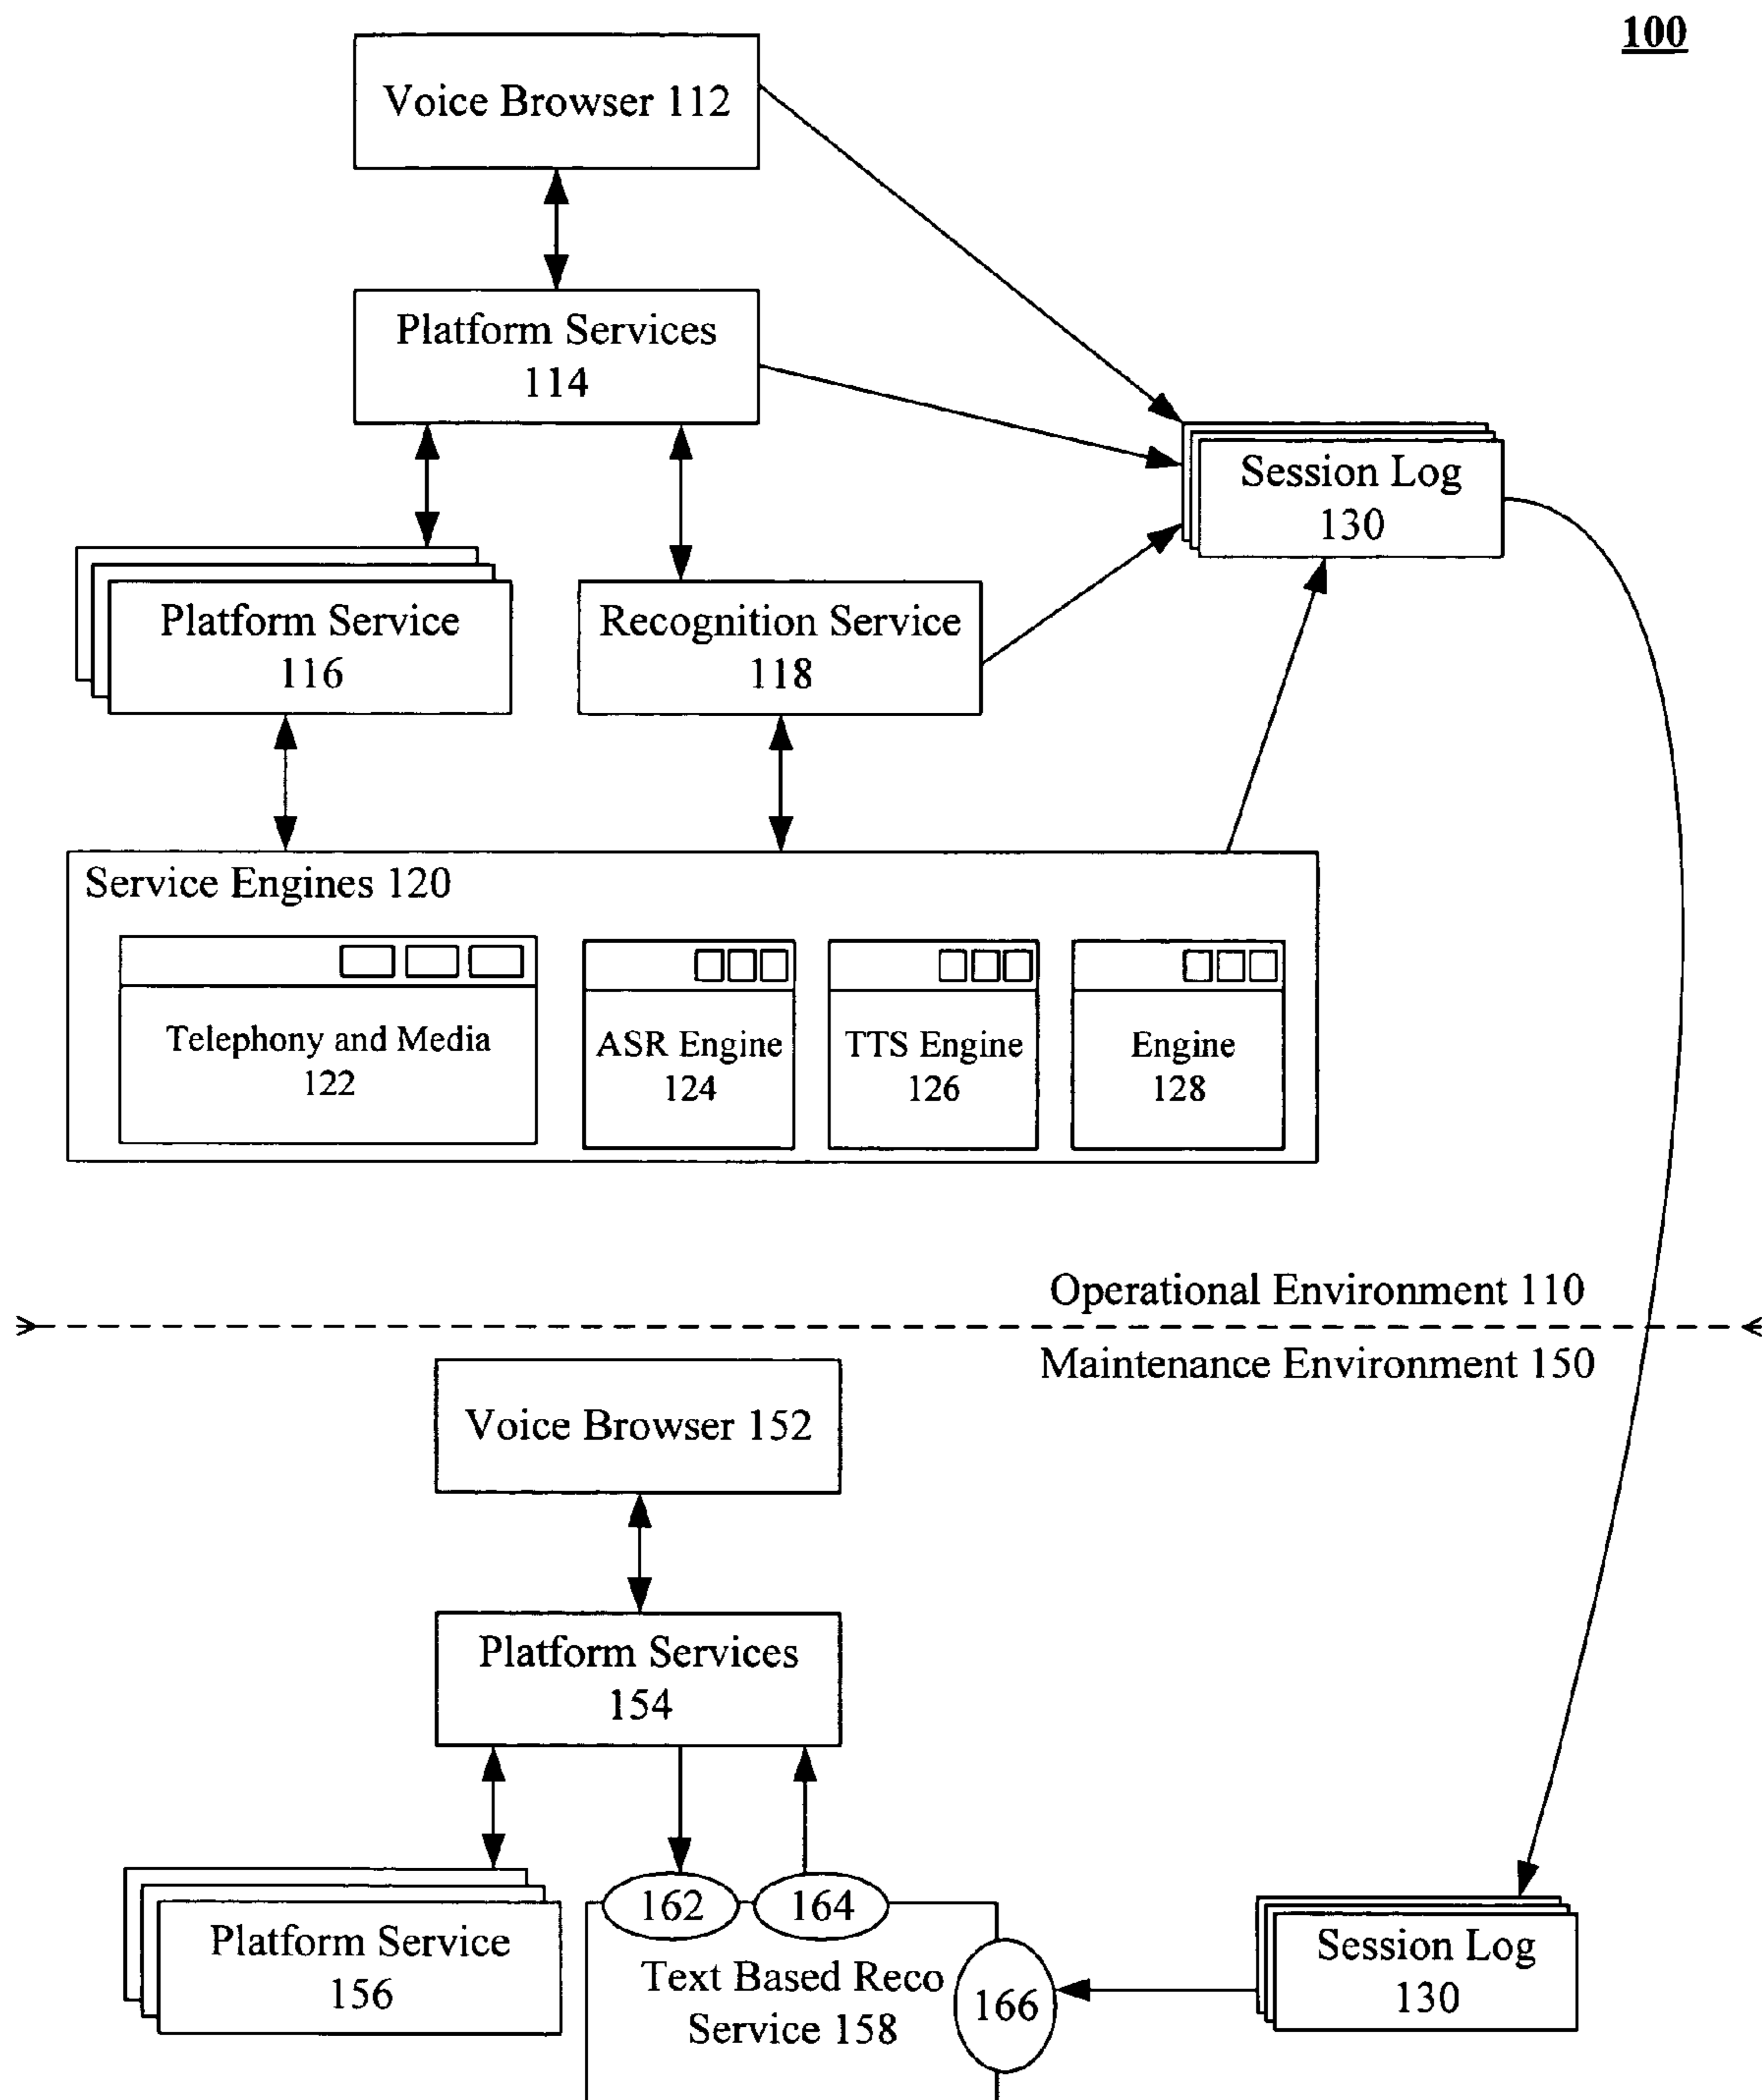 100
Voice Browser 112
Platform Services
114
Session Log
130
Platform Service
116
Recognition Service
118
Service Engines 120
Telephony and Media
122
ASR Engine
124
TTS Engine
126
Engine
128
Operational Environment 110
Maintenance Environment 150
Voice Browser 152
Platform Services
154
162
164
Platform Service
156
Text Based Reco
Service 158
166
Session Log
130